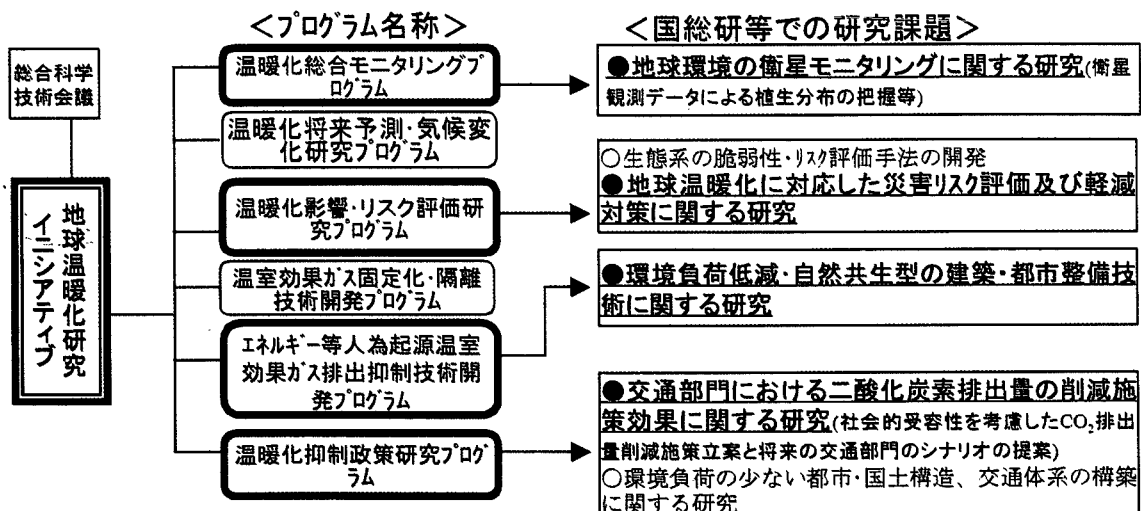 ＜プログラム名称＞
＜国総研等での研究課題＞
総合科学
技術会議
地球温暖化研究
イニシアティブ
温暖化総合モニタリングプ
ログラム
温暖化将来予測・気候変
化研究プログラム
温暖化影響・リスク評価研
究プログラム
温室効果ガス固定化・隔離
技術開発プログラム
エネルギー等人為起源温室
効果ガス排出抑制技術開
発プログラム
温暖化抑制政策研究プログ
ラム
●地球環境の衛星モニタリングに関する研究(衛星
観測データによる植生分布の把握等)
○生態系の脆弱性・リスク評価手法の開発
●地球温暖化に対応した災害リスク評価及び軽減
対策に関する研究
●環境負荷低減・自然共生型の建築・都市整備技
術に関する研究
●交通部門における二酸化炭素排出量の削減施
策効果に関する研究(社会的受容性を考慮したCO₂排出
量削減施策立案と将来の交通部門のシナリオの提案)
○環境負荷の少ない都市・国土構造、交通体系の構築
に関する研究